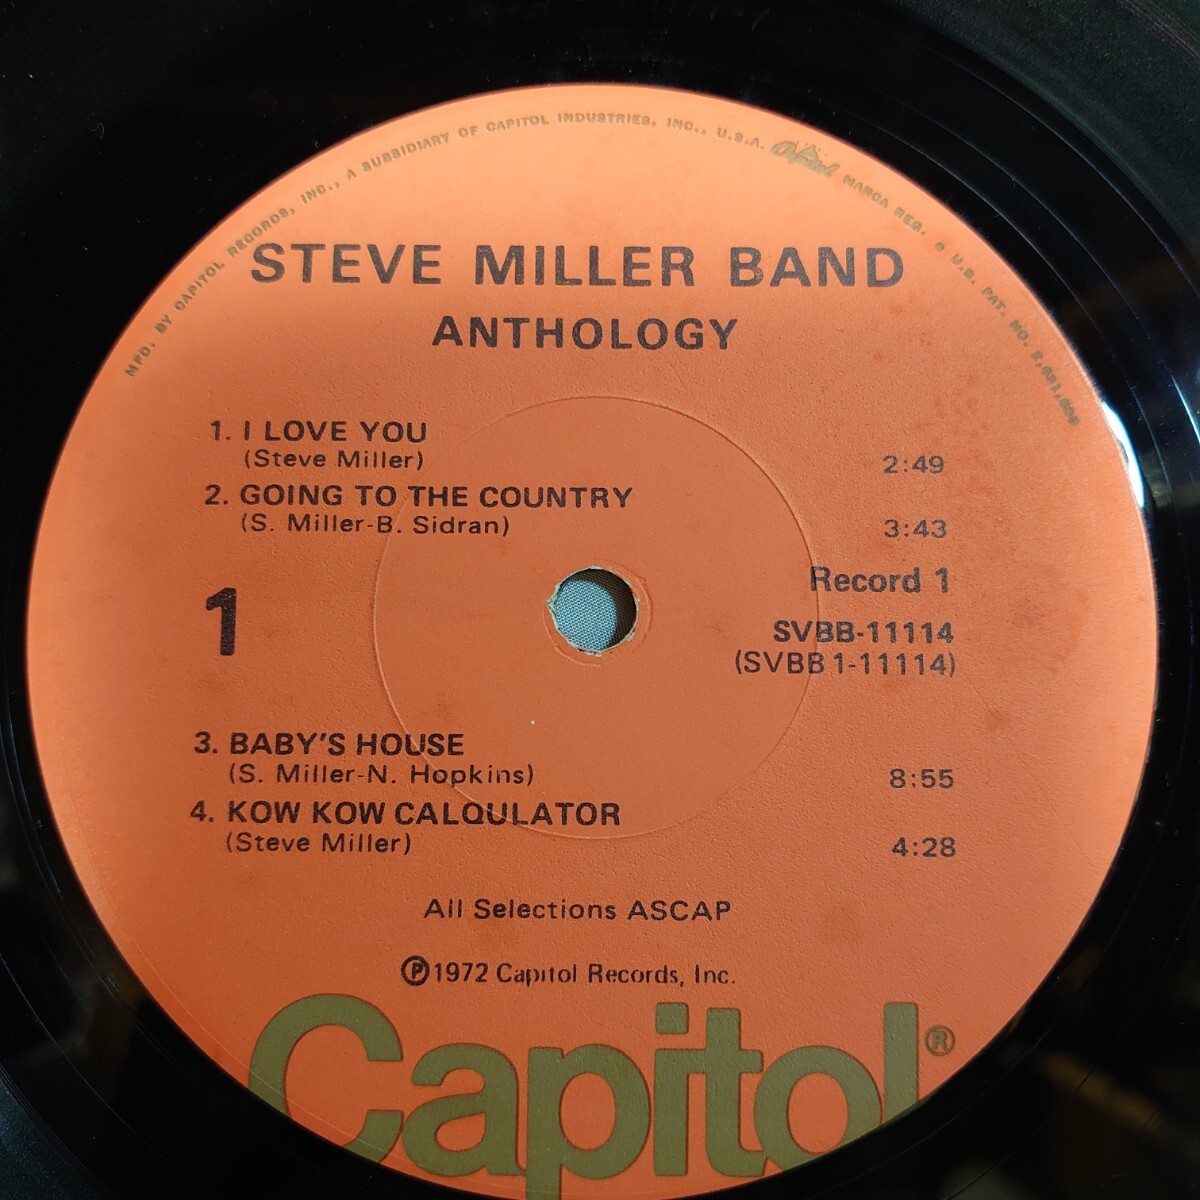 MFD. BY CAPITOL RECORDS, INC., A SUBSIDIARY OF CAPITOL INDUSTRIES, INC., U.S.A. Capitol MARCA REG. U.S. PAT. NO.
STEVE MILLER BAND
ANTHOLOGY
1. I LOVE YOU
(Steve Miller) 2:49
2. GOING TO THE COUNTRY
(S. Miller-B. Sidran) 3:43
1
Record 1
SVBB-11114
(SVBB 1-11114)
3. BABY'S HOUSE
(S. Miller-N. Hopkins) 8:55
4. KOW KOW CALQULATOR
(Steve Miller) 4:28
All Selections ASCAP
Ⓟ1972 Capitol Records, Inc.
Capitol®